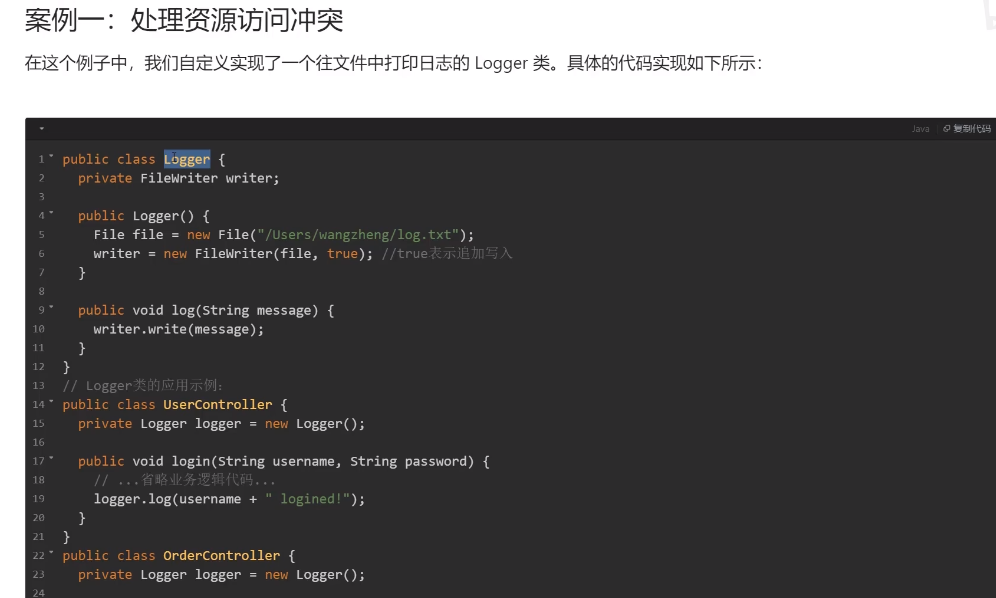 案例一：处理资源访问冲突
在这个例子中，我们自定义实现了一个往文件中打印日志的 Logger 类。具体的代码实现如下所示：
Java 复制代码
1 public class Logger {
2 private FileWriter writer;
3
4 public Logger() {
5 File file = new File("/Users/wangzheng/log.txt");
6 writer = new FileWriter(file, true); //true表示追加写入
7 }
8
9 public void log(String message) {
10 writer.write(message);
11 }
12 }
13 // Logger类的应用示例：
14 public class UserController {
15 private Logger logger = new Logger();
16
17 public void login(String username, String password) {
18 // ...省略业务逻辑代码...
19 logger.log(username + " logined!");
20 }
21 }
22 public class OrderController {
23 private Logger logger = new Logger();
24